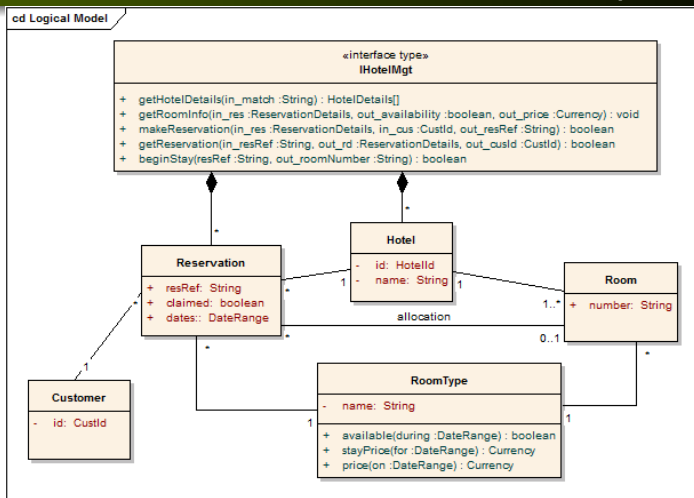 cd Logical Model
«interface type»
IHotelMgt
+ getHotelDetails(in_match :String) : HotelDetails[]
+ getRoomInfo(in_res :ReservationDetails, out_availability :boolean, out_price :Currency) : void
+ makeReservation(in_res :ReservationDetails, in_cus :CustId, out_resRef :String) : boolean
+ getReservation(in_resRef :String, out_rd :ReservationDetails, out_cusId :CustId) : boolean
+ beginStay(resRef :String, out_roomNumber :String) : boolean
*
*
Hotel
- id: HotelId
- name: String
Reservation
+ resRef: String
+ claimed: boolean
+ dates:: DateRange
*
1
1
1..*
Room
+ number: String
allocation
*
0..1
*
1
*
*
Customer
- id: CustId
RoomType
- name: String
+ available(during :DateRange) : boolean
+ stayPrice(for :DateRange) : Currency
+ price(on :DateRange) : Currency
1
1